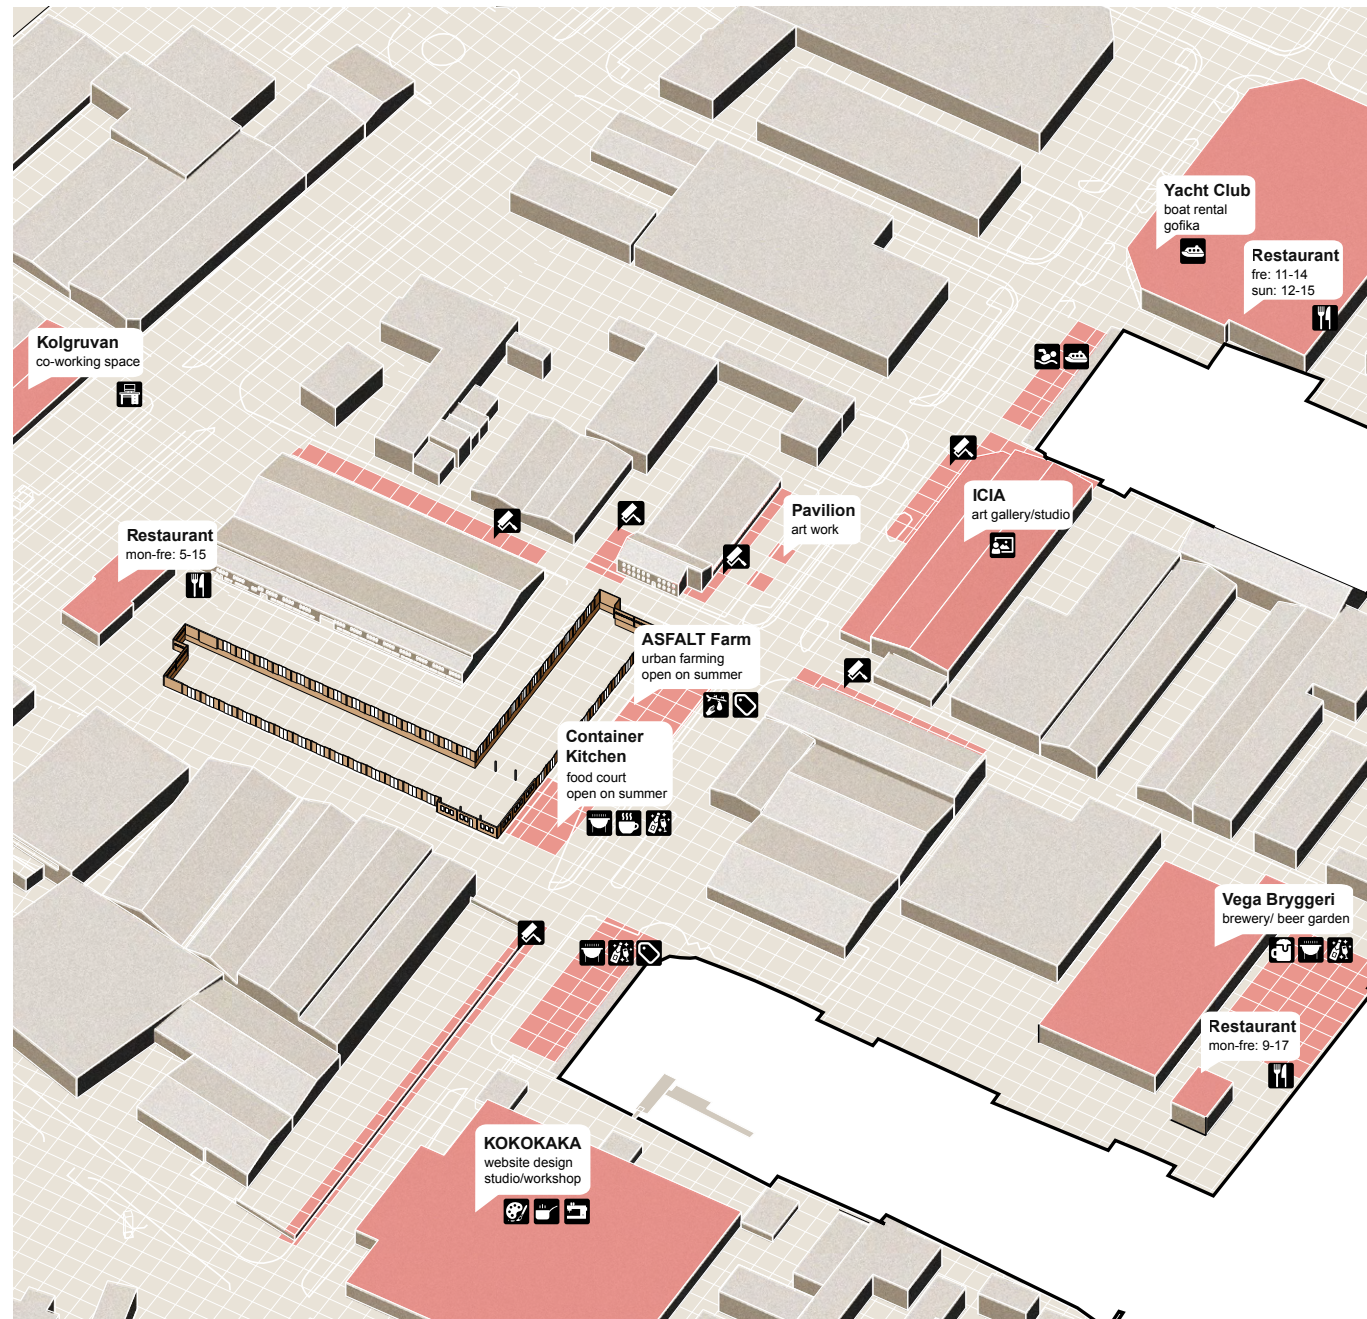 Yacht Club
boat rental
gofika
Restaurant
fre: 11-14
sun: 12-15
Kolgruvan
co-working space
ICIA
art gallery/studio
Pavilion
art work
Restaurant
mon-fre: 5-15
ASFALT Farm
urban farming
open on summer
Container
Kitchen
food court
open on summer
Vega Bryggeri
brewery/ beer garden
Restaurant
mon-fre: 9-17
KOKOKAKA
website design
studio/workshop